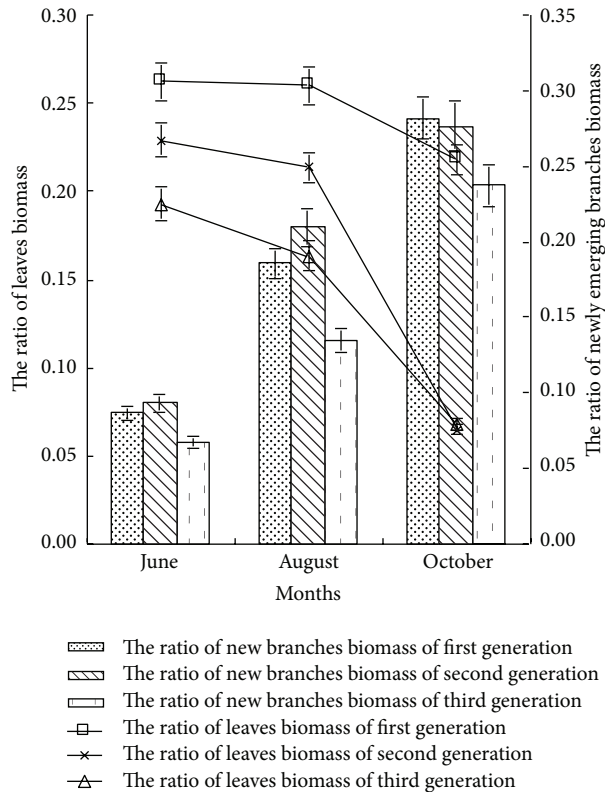 0.30
0.25
0.20
0.15
0.10
0.05
0.00
The ratio of leaves biomass
0.35
0.30
0.25
0.20
0.15
0.10
0.05
0.00
The ratio of newly emerging branches biomass
June August October
Months
The ratio of new branches biomass of first generation
The ratio of new branches biomass of second generation
The ratio of new branches biomass of third generation
The ratio of leaves biomass of first generation
The ratio of leaves biomass of second generation
The ratio of leaves biomass of third generation